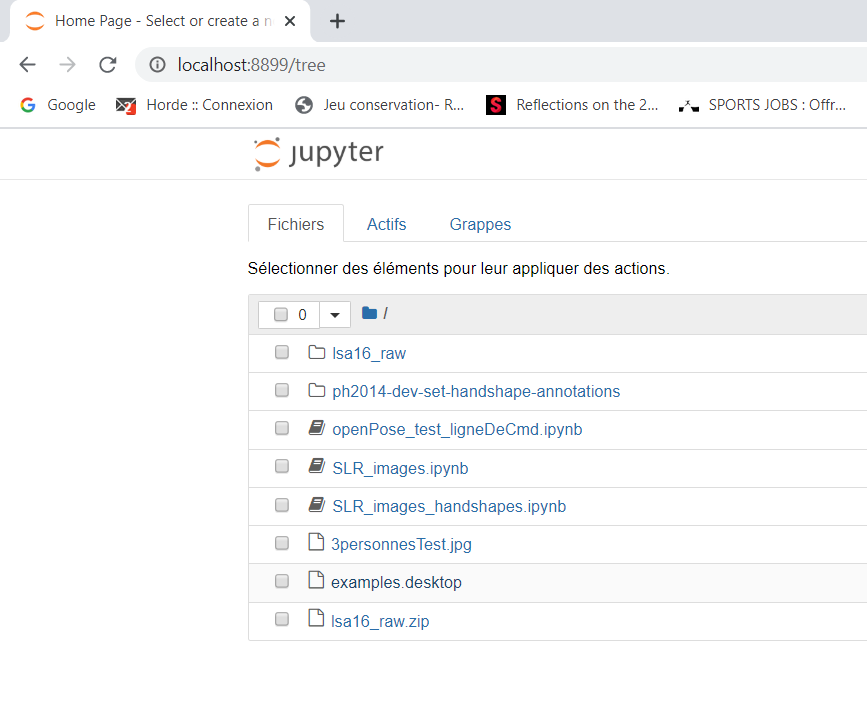 Home Page - Select or create a n
localhost:8899/tree
Google Horde :: Connexion Jeu conservation- R... Reflections on the 2... SPORTS JOBS : Offr...
jupyter
Fichiers Actifs Grappes
Sélectionner des éléments pour leur appliquer des actions.
0 /
lsa16_raw
ph2014-dev-set-handshape-annotations
openPose_test_ligneDeCmd.ipynb
SLR_images.ipynb
SLR_images_handshapes.ipynb
3personnesTest.jpg
examples.desktop
lsa16_raw.zip